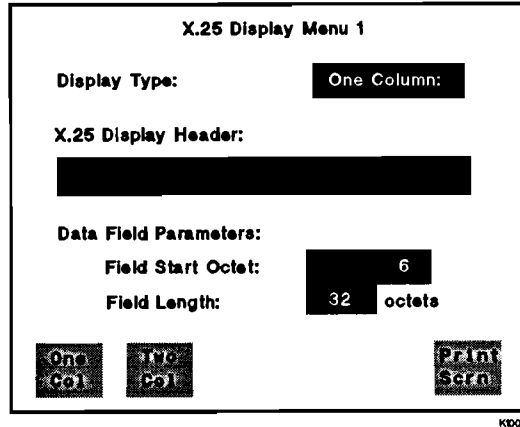 X.25 Display Menu 1
Display Type: One Column:
X.25 Display Header:
Data Field Parameters:
Field Start Octet: 6
Field Length: 32 octets
One Col Two Col Print Scrn